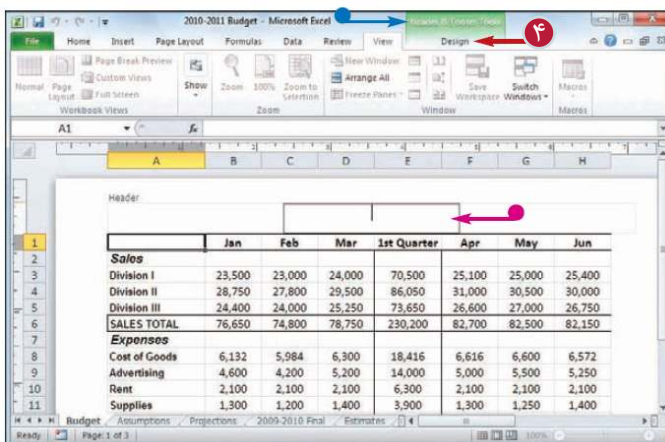 2010-2011 Budget - Microsoft Excel
Header & Footer Tools
File Home Insert Page Layout Formulas Data Review View Design
۴
Normal Page Layout Page Break Preview Custom Views Full Screen
Workbook Views
Show
Zoom 100% Zoom to Selection
Zoom
New Window Arrange All Freeze Panes
Save Workspace Switch Windows
Window
Macros
Macros
A1 fx
A B C D E F G H
Header
1 Jan Feb Mar 1st Quarter Apr May Jun
2 Sales
3 Division I 23,500 23,000 24,000 70,500 25,100 25,000 25,400
4 Division II 28,750 27,800 29,500 86,050 31,000 30,500 30,000
5 Division III 24,400 24,000 25,250 73,650 26,600 27,000 26,750
6 SALES TOTAL 76,650 74,800 78,750 230,200 82,700 82,500 82,150
7 Expenses
8 Cost of Goods 6,132 5,984 6,300 18,416 6,616 6,600 6,572
9 Advertising 4,600 4,200 5,200 14,000 5,000 5,500 5,250
10 Rent 2,100 2,100 2,100 6,300 2,100 2,100 2,100
11 Supplies 1,300 1,200 1,400 3,900 1,300 1,250 1,400
Budget Assumptions Projections 2009-2010 Final Estimates
Ready Page: 1 of 3 100%